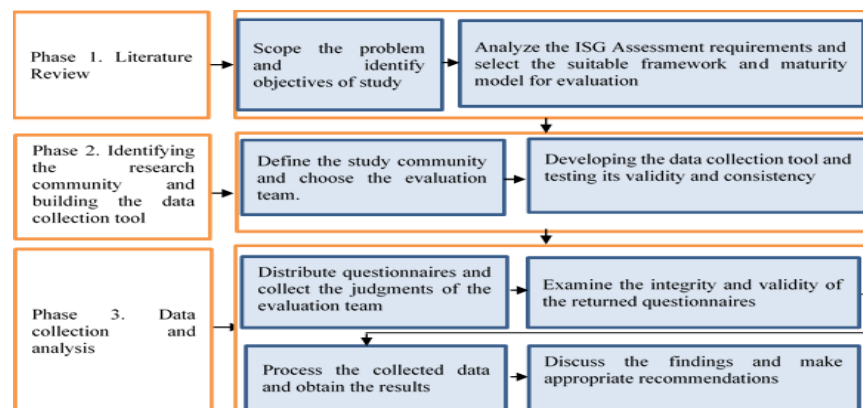 Phase 1. Literature
Review
Scope the problem
and identify
objectives of study
Analyze the ISG Assessment requirements and
select the suitable framework and maturity
model for evaluation
Phase 2. Identifying
the research
community and
building the data
collection tool
Define the study community
and choose the evaluation
team.
Developing the data collection tool and
testing its validity and consistency
Phase 3. Data
collection and
analysis
Distribute questionnaires and
collect the judgments of the
evaluation team
Examine the integrity and validity
of the returned questionnaires
Process the collected data
and obtain the results
Discuss the findings and make
appropriate recommendations